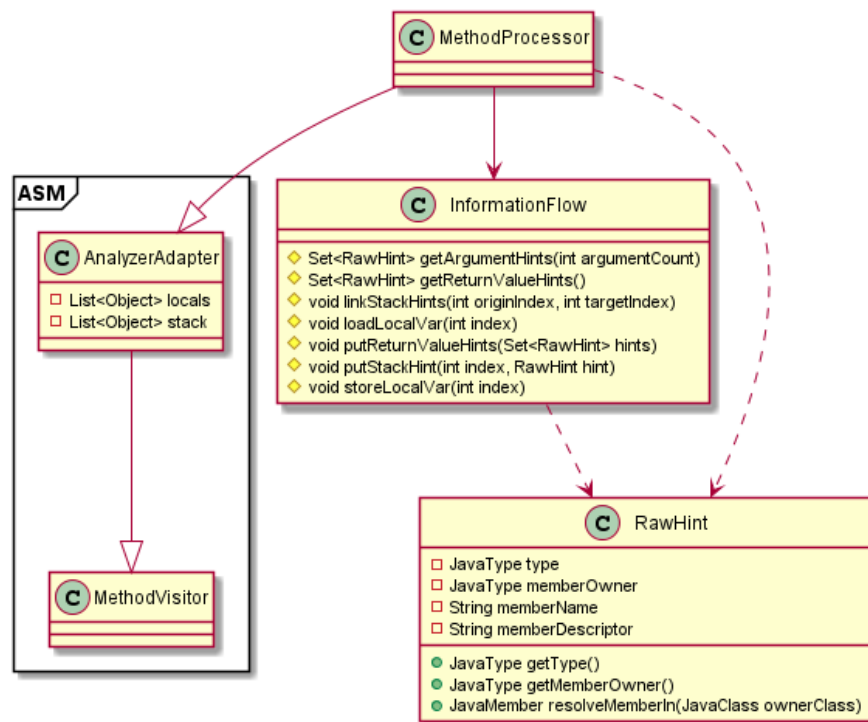 C MethodProcessor
ASM
C AnalyzerAdapter
List<Object> locals
List<Object> stack
C InformationFlow
Set<RawHint> getArgumentHints(int argumentCount)
Set<RawHint> getReturnValueHints()
void linkStackHints(int originIndex, int targetIndex)
void loadLocalVar(int index)
void putReturnValueHints(Set<RawHint> hints)
void putStackHint(int index, RawHint hint)
void storeLocalVar(int index)
C MethodVisitor
C RawHint
JavaType type
JavaType memberOwner
String memberName
String memberDescriptor
JavaType getType()
JavaType getMemberOwner()
JavaMember resolveMemberIn(JavaClass ownerClass)